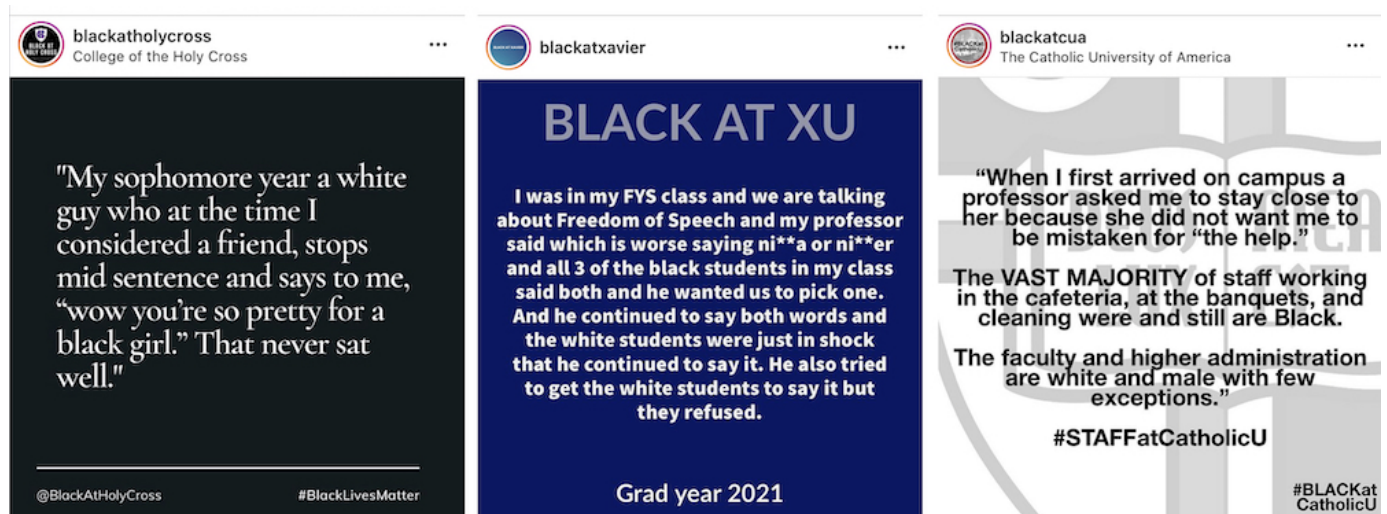 blackatholycross
College of the Holy Cross
"My sophomore year a white
guy who at the time I
considered a friend, stops
mid sentence and says to me,
“wow you’re so pretty for a
black girl.” That never sat
well."
@BlackAtHolyCross
#BlackLivesMatter
blackatxavier
BLACK AT XU
I was in my FYS class and we are talking
about Freedom of Speech and my professor
said which is worse saying ni**a or ni**er
and all 3 of the black students in my class
said both and he wanted us to pick one.
And he continued to say both words and
the white students were just in shock
that he continued to say it. He also tried
to get the white students to say it but
they refused.
Grad year 2021
blackatcua
The Catholic University of America
“When I first arrived on campus a
professor asked me to stay close to
her because she did not want me to
be mistaken for “the help.”
The VAST MAJORITY of staff working
in the cafeteria, at the banquets, and
cleaning were and still are Black.
The faculty and higher administration
are white and male with few
exceptions.”
#STAFFatCatholicU
#BLACKat
CatholicU